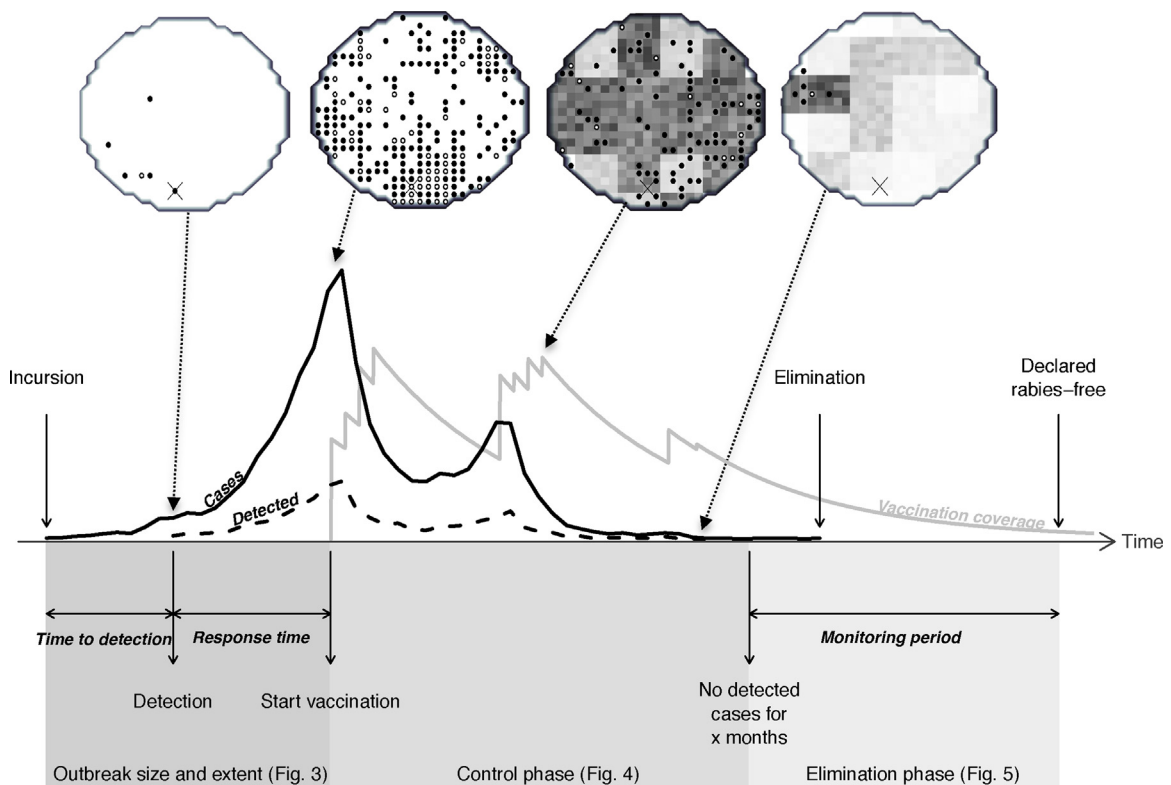 Incursion
Elimination
Declared
rabies–free
Cases
Detected
Vaccination coverage
Time
Time to detection
Response time
Monitoring period
Detection
Start vaccination
No detected
cases for
x months
Outbreak size and extent (Fig. 3)
Control phase (Fig. 4)
Elimination phase (Fig. 5)